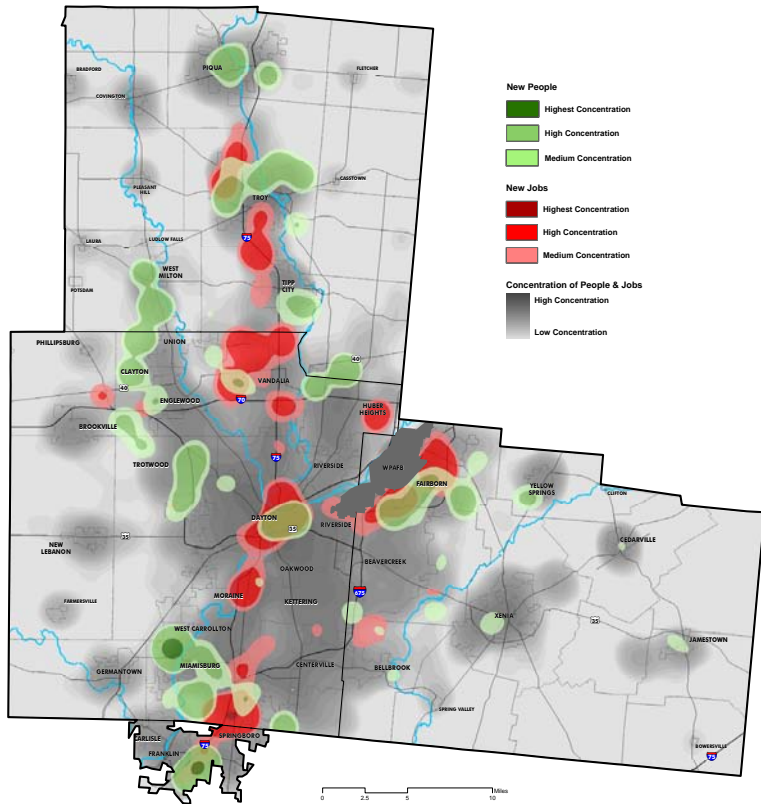 BRADFORD
PIQUA
FLETCHER
COVINGTON
PLEASANT
HILL
CASSTOWN
TROY
LAURA
LUDLOW FALLS
75
WEST
MILTON
POTSDAM
TIPP
CITY
PHILLIPSBURG
UNION
40
CLAYTON
VANDALIA
40
ENGLEWOOD
70
HUBER
HEIGHTS
BROOKVILLE
TROTWOOD
75
RIVERSIDE
WPAFB
FAIRBORN
YELLOW
SPRINGS
CLIFTON
DAYTON
35
RIVERSIDE
35
NEW
LEBANON
CEDARVILLE
OAKWOOD
BEAVERCREEK
MORAINE
675
FARMERSVILLE
KETTERING
XENIA
35
WEST CARROLLTON
JAMESTOWN
GERMANTOWN
MIAMISBURG
CENTERVILLE
BELLBROOK
SPRING VALLEY
CARLISLE
SPRINGBORO
75
FRANKLIN
BOWERSVILLE
75
New People
Highest Concentration
High Concentration
Medium Concentration
New Jobs
Highest Concentration
High Concentration
Medium Concentration
Concentration of People & Jobs
High Concentration
Low Concentration
Miles
0 2.5 5 10